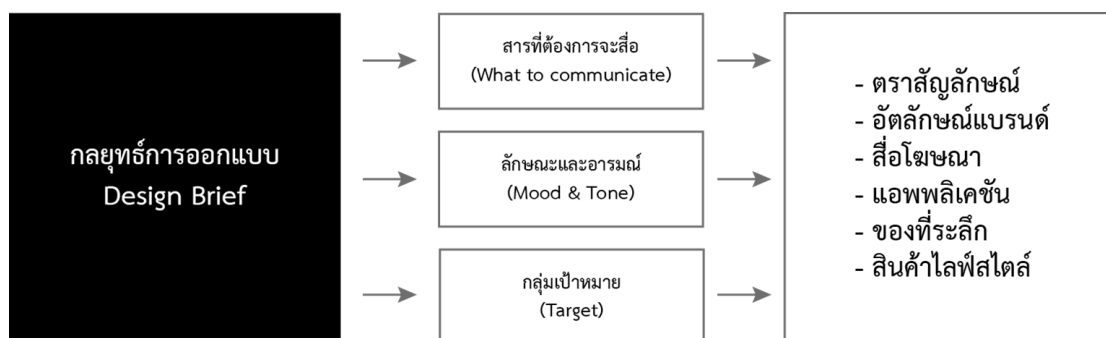 กลยุทธ์การออกแบบ
Design Brief
สารที่ต้องการจะสื่อ
(What to communicate)
ลักษณะและอารมณ์
(Mood & Tone)
กลุ่มเป้าหมาย
(Target)
- ตราสัญลักษณ์
- อัตลักษณ์แบรนด์
- สื่อโฆษณา
- แอพพลิเคชัน
- ของที่ระลึก
- สินค้าไลฟ์สไตล์